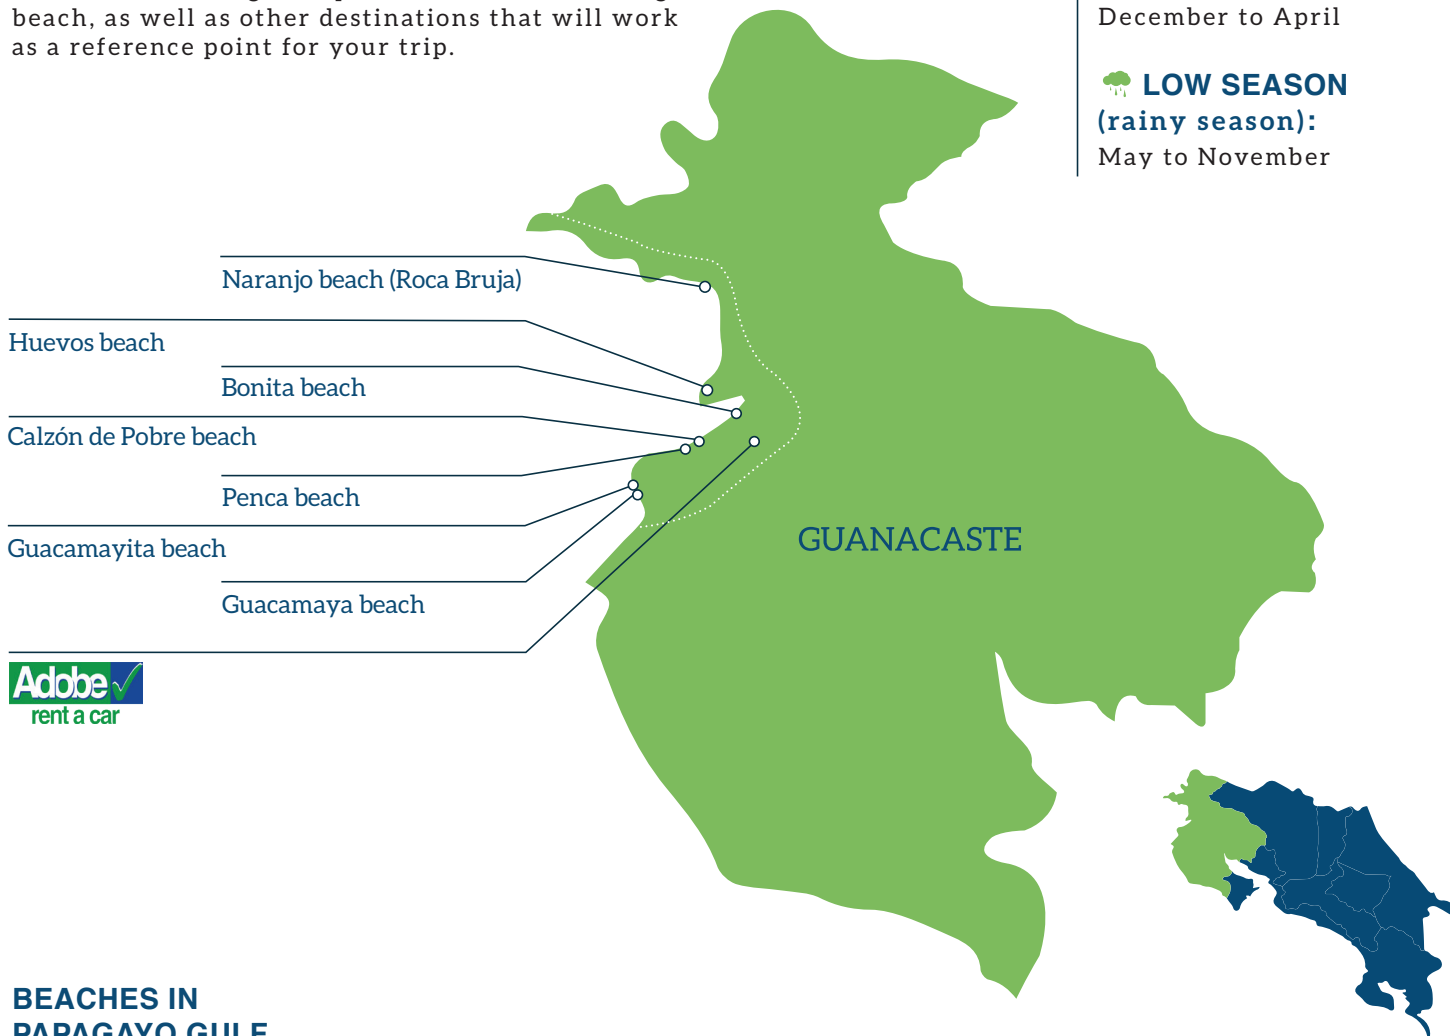 beach, as well as other destinations that will work
as a reference point for your trip.
December to April
LOW SEASON
(rainy season):
May to November
Naranjo beach (Roca Bruja)
Huevos beach
Bonita beach
Calzón de Pobre beach
Penca beach
Guacamayita beach
Guacamaya beach
GUANACASTE
Adobe
rent a car
BEACHES IN
PAPAGAYO GULF